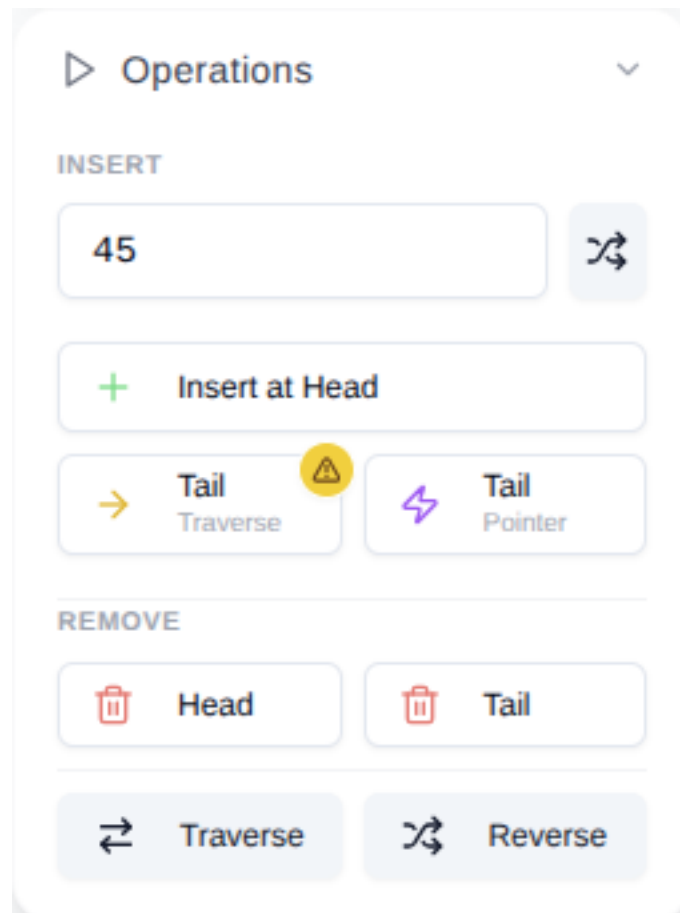 Operations
INSERT
45
Insert at Head
Tail
Traverse
Tail
Pointer
REMOVE
Head
Tail
Traverse
Reverse